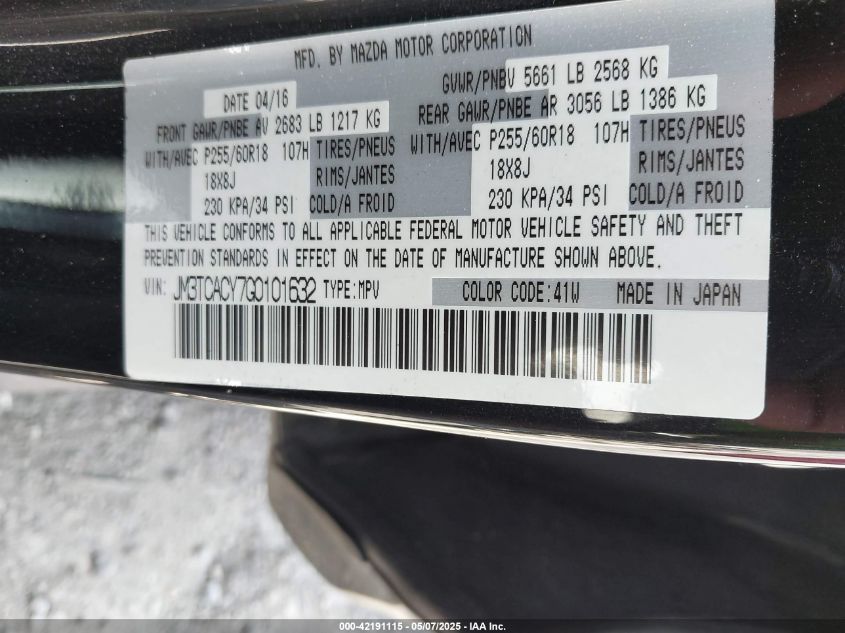 MFD. BY MAZDA MOTOR CORPORATION
DATE 04/16
GVWR/PNBV 5661 LB 2568 KG
FRONT GAWR/PNBE AV 2683 LB 1217 KG
REAR GAWR/PNBE AR 3056 LB 1386 KG
WITH/AVEC P255/60R18 107H TIRES/PNEUS
WITH/AVEC P255/60R18 107H TIRES/PNEUS
18X8J RIMS/JANTES
18X8J RIMS/JANTES
230 KPA/34 PSI COLD/A FROID
230 KPA/34 PSI COLD/A FROID
THIS VEHICLE CONFORMS TO ALL APPLICABLE FEDERAL MOTOR VEHICLE SAFETY AND THEFT
PREVENTION STANDARDS IN EFFECT ON THE DATE OF MANUFACTURE SHOWN ABOVE.
VIN: JM3TCACY7G0101632 TYPE:MPV COLOR CODE:41W MADE IN JAPAN
000-42191115 — 05/07/2025 — IAA Inc.